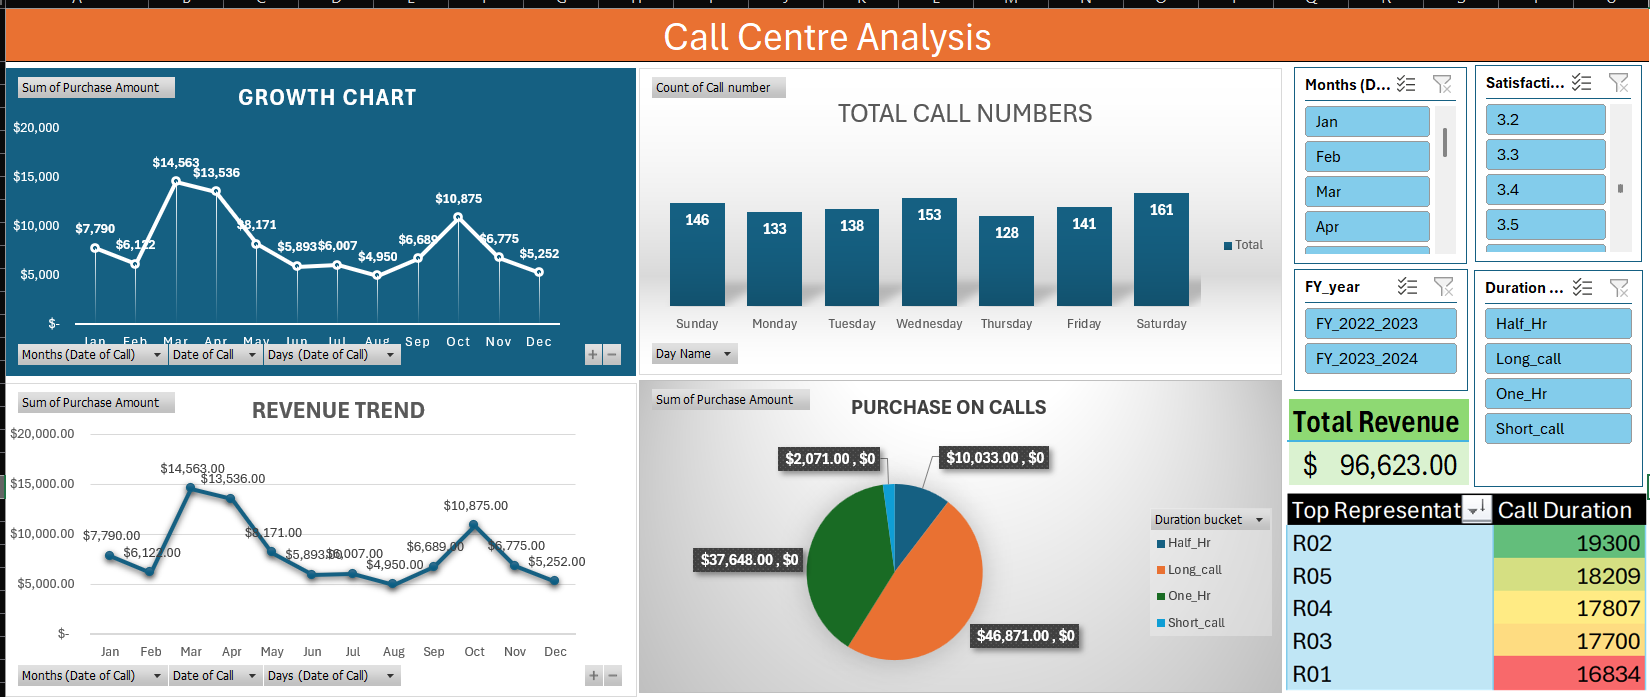 Call Centre Analysis
Sum of Purchase Amount
GROWTH CHART
$20,000
$15,000
$10,000
$5,000
$-
$7,790
$6,122
$14,563
$13,536
$8,171
$5,893
$6,007
$4,950
$6,689
$10,875
$6,775
$5,252
Jan Feb Mar Apr May Jun Jul Aug Sep Oct Nov Dec
Months (Date of Call) Date of Call Days (Date of Call)
+ −
Count of Call number
TOTAL CALL NUMBERS
146 133 138 153 128 141 161
Sunday Monday Tuesday Wednesday Thursday Friday Saturday
Total
Day Name
Months (D...
Jan
Feb
Mar
Apr
Satisfacti...
3.2
3.3
3.4
3.5
FY_year
FY_2022_2023
FY_2023_2024
Duration ...
Half_Hr
Long_call
One_Hr
Short_call
Sum of Purchase Amount
REVENUE TREND
$20,000.00
$15,000.00
$10,000.00
$5,000.00
$-
$7,790.00
$6,122.00
$14,563.00
$13,536.00
$8,171.00
$5,893.00
$6,007.00
$4,950.00
$6,689.00
$10,875.00
$6,775.00
$5,252.00
Jan Feb Mar Apr May Jun Jul Aug Sep Oct Nov Dec
Months (Date of Call) Date of Call Days (Date of Call)
+ −
Sum of Purchase Amount
PURCHASE ON CALLS
$2,071.00 , $0
$10,033.00 , $0
$37,648.00 , $0
$46,871.00 , $0
Duration bucket
Half_Hr
Long_call
One_Hr
Short_call
Total Revenue
$ 96,623.00
Top Representat Call Duration
R02 19300
R05 18209
R04 17807
R03 17700
R01 16834